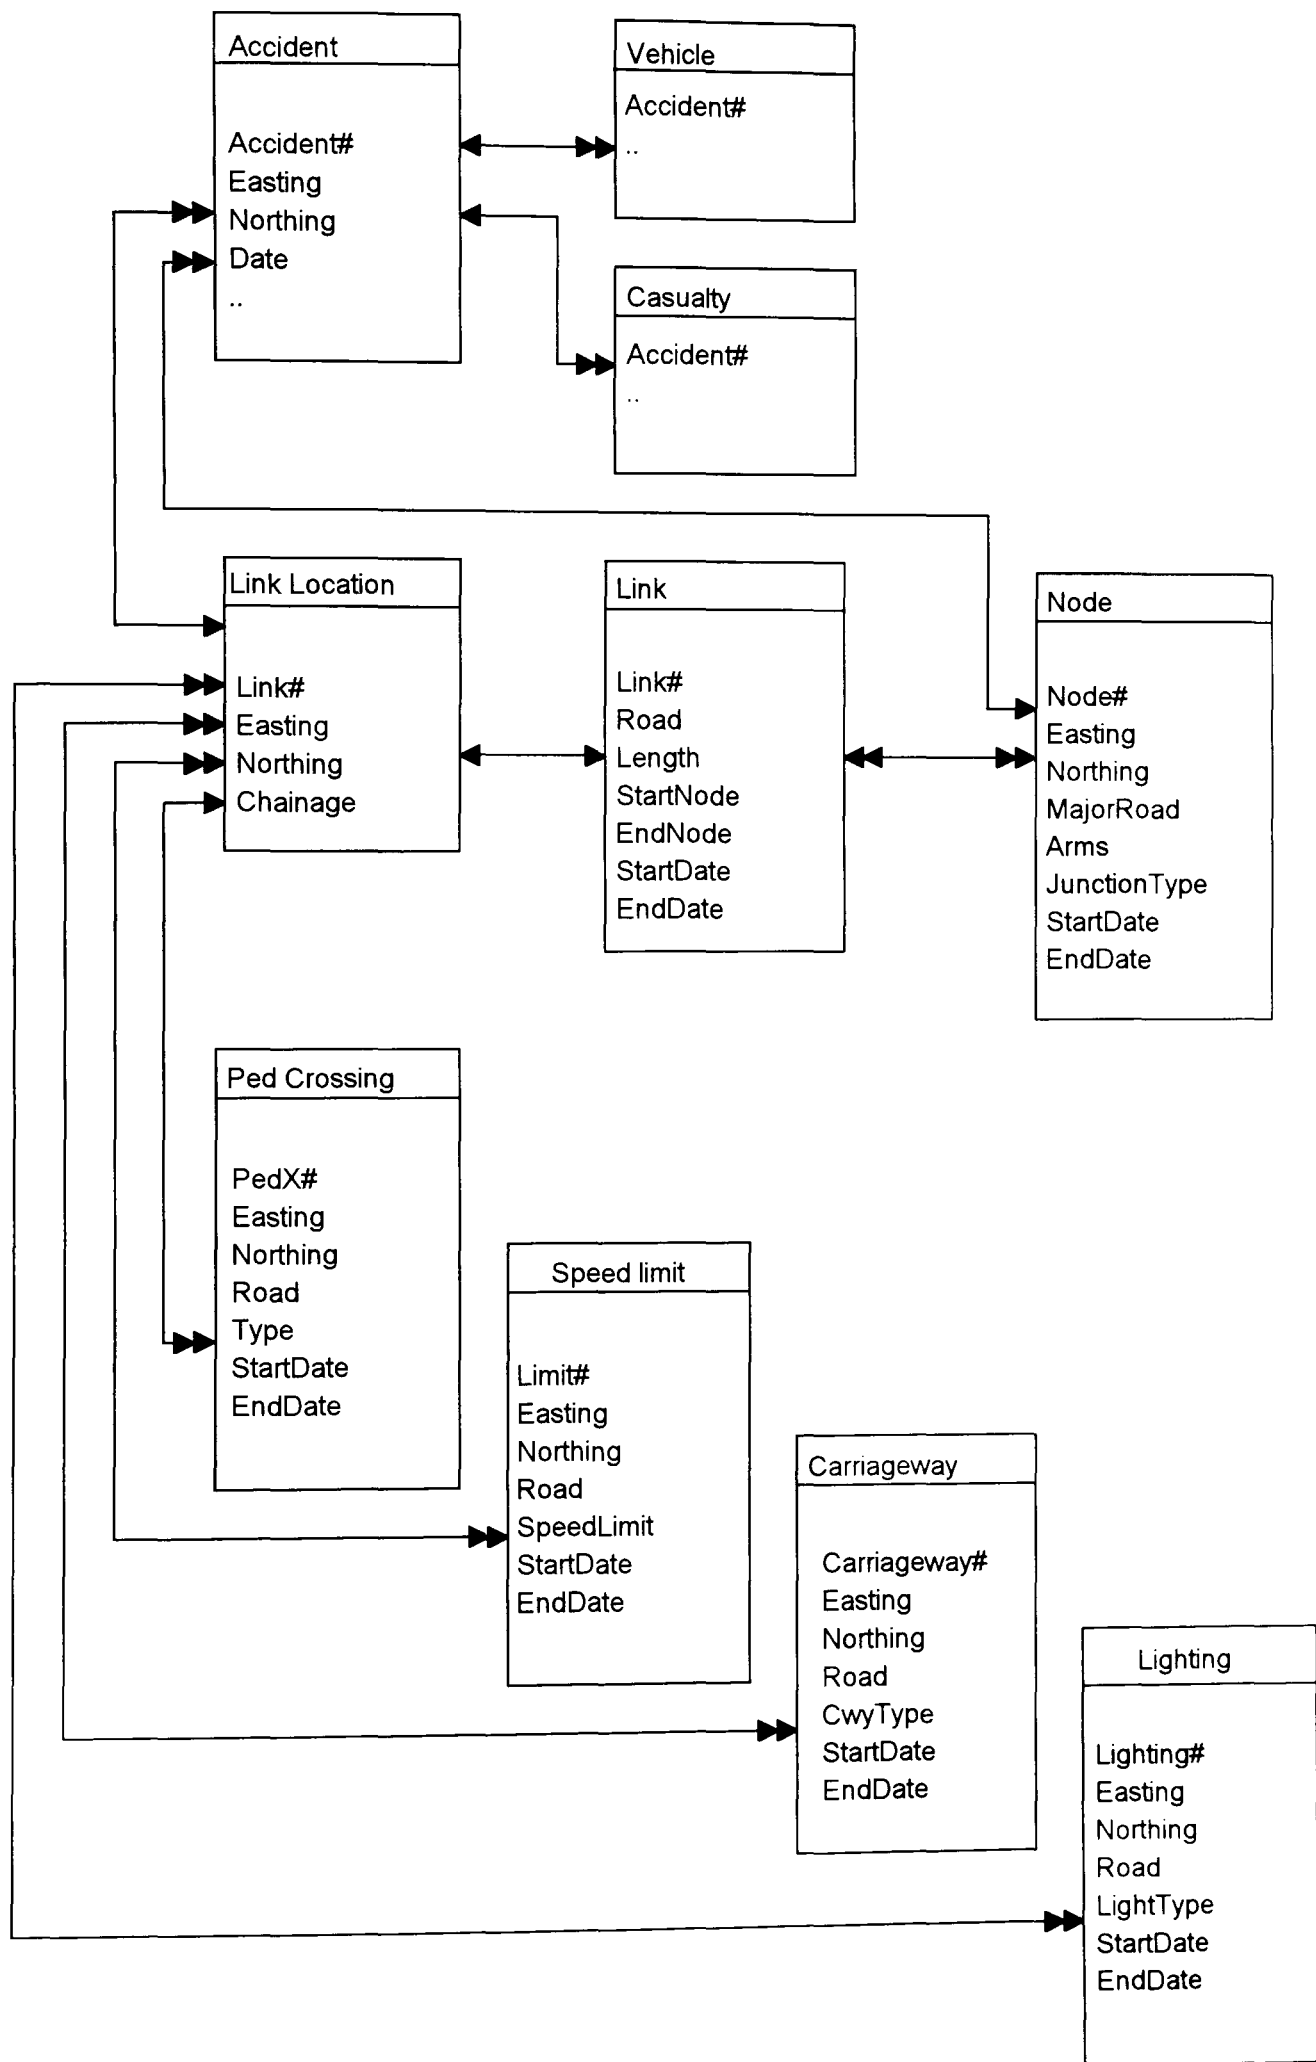 Accident
Accident#
Easting
Northing
Date
..
Vehicle
Accident#
..
Casualty
Accident#
..
Link Location
Link#
Easting
Northing
Chainage
Link
Link#
Road
Length
StartNode
EndNode
StartDate
EndDate
Node
Node#
Easting
Northing
MajorRoad
Arms
JunctionType
StartDate
EndDate
Ped Crossing
PedX#
Easting
Northing
Road
Type
StartDate
EndDate
Speed limit
Limit#
Easting
Northing
Road
SpeedLimit
StartDate
EndDate
Carriageway
Carriageway#
Easting
Northing
Road
CwyType
StartDate
EndDate
Lighting
Lighting#
Easting
Northing
Road
LightType
StartDate
EndDate